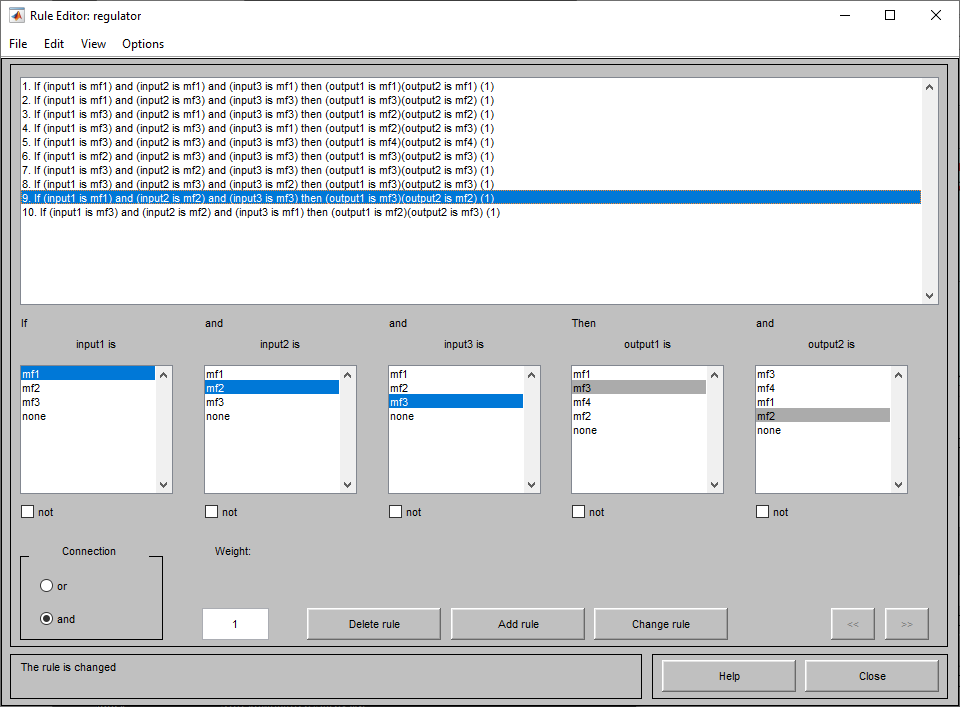 Rule Editor: regulator
File Edit View Options
1. If (input1 is mf1) and (input2 is mf1) and (input3 is mf1) then (output1 is mf1)(output2 is mf1) (1)
2. If (input1 is mf1) and (input2 is mf3) and (input3 is mf3) then (output1 is mf3)(output2 is mf2) (1)
3. If (input1 is mf3) and (input2 is mf1) and (input3 is mf3) then (output1 is mf2)(output2 is mf2) (1)
4. If (input1 is mf3) and (input2 is mf3) and (input3 is mf1) then (output1 is mf2)(output2 is mf3) (1)
5. If (input1 is mf3) and (input2 is mf3) and (input3 is mf3) then (output1 is mf4)(output2 is mf4) (1)
6. If (input1 is mf2) and (input2 is mf3) and (input3 is mf3) then (output1 is mf3)(output2 is mf3) (1)
7. If (input1 is mf3) and (input2 is mf2) and (input3 is mf3) then (output1 is mf3)(output2 is mf3) (1)
8. If (input1 is mf3) and (input2 is mf3) and (input3 is mf2) then (output1 is mf3)(output2 is mf3) (1)
9. If (input1 is mf1) and (input2 is mf2) and (input3 is mf3) then (output1 is mf3)(output2 is mf2) (1)
10. If (input1 is mf3) and (input2 is mf2) and (input3 is mf1) then (output1 is mf2)(output2 is mf3) (1)
If and and Then and
input1 is input2 is input3 is output1 is output2 is
mf1 mf1 mf1 mf1 mf3
mf2 mf2 mf2 mf3 mf4
mf3 mf3 mf3 mf4 mf1
none none none mf2 mf2
none none
not not not not not
Connection Weight:
or
and 1 Delete rule Add rule Change rule << >>
The rule is changed Help Close